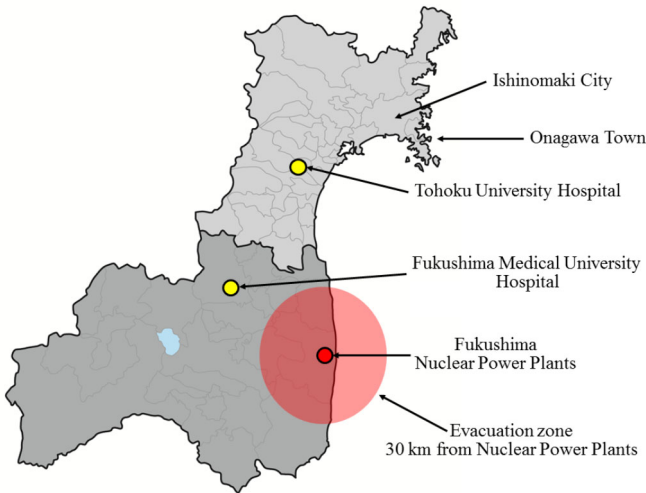 Ishinomaki City
Onagawa Town
Tohoku University Hospital
Fukushima Medical University
Hospital
Fukushima
Nuclear Power Plants
Evacuation zone
30 km from Nuclear Power Plants